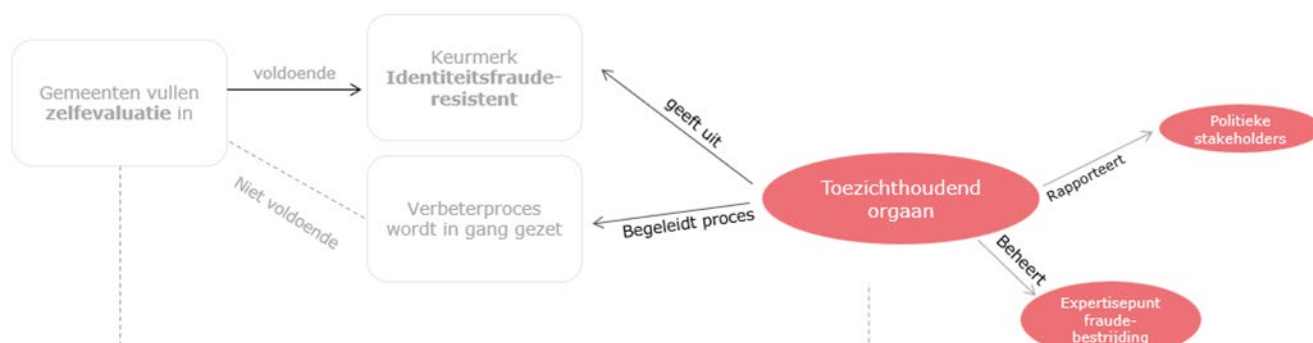 Gemeenten vullen
zelfevaluatie in
voldoende
Keurmerk
Identiteitsfraude-
resistent
Niet voldoende
Verbeterproces
wordt in gang gezet
geeft uit
Begeleidt proces
Toezichthoudend
orgaan
Rapporteert
Politieke
stakeholders
Beheert
Expertisepunt
fraude-
bestrijding